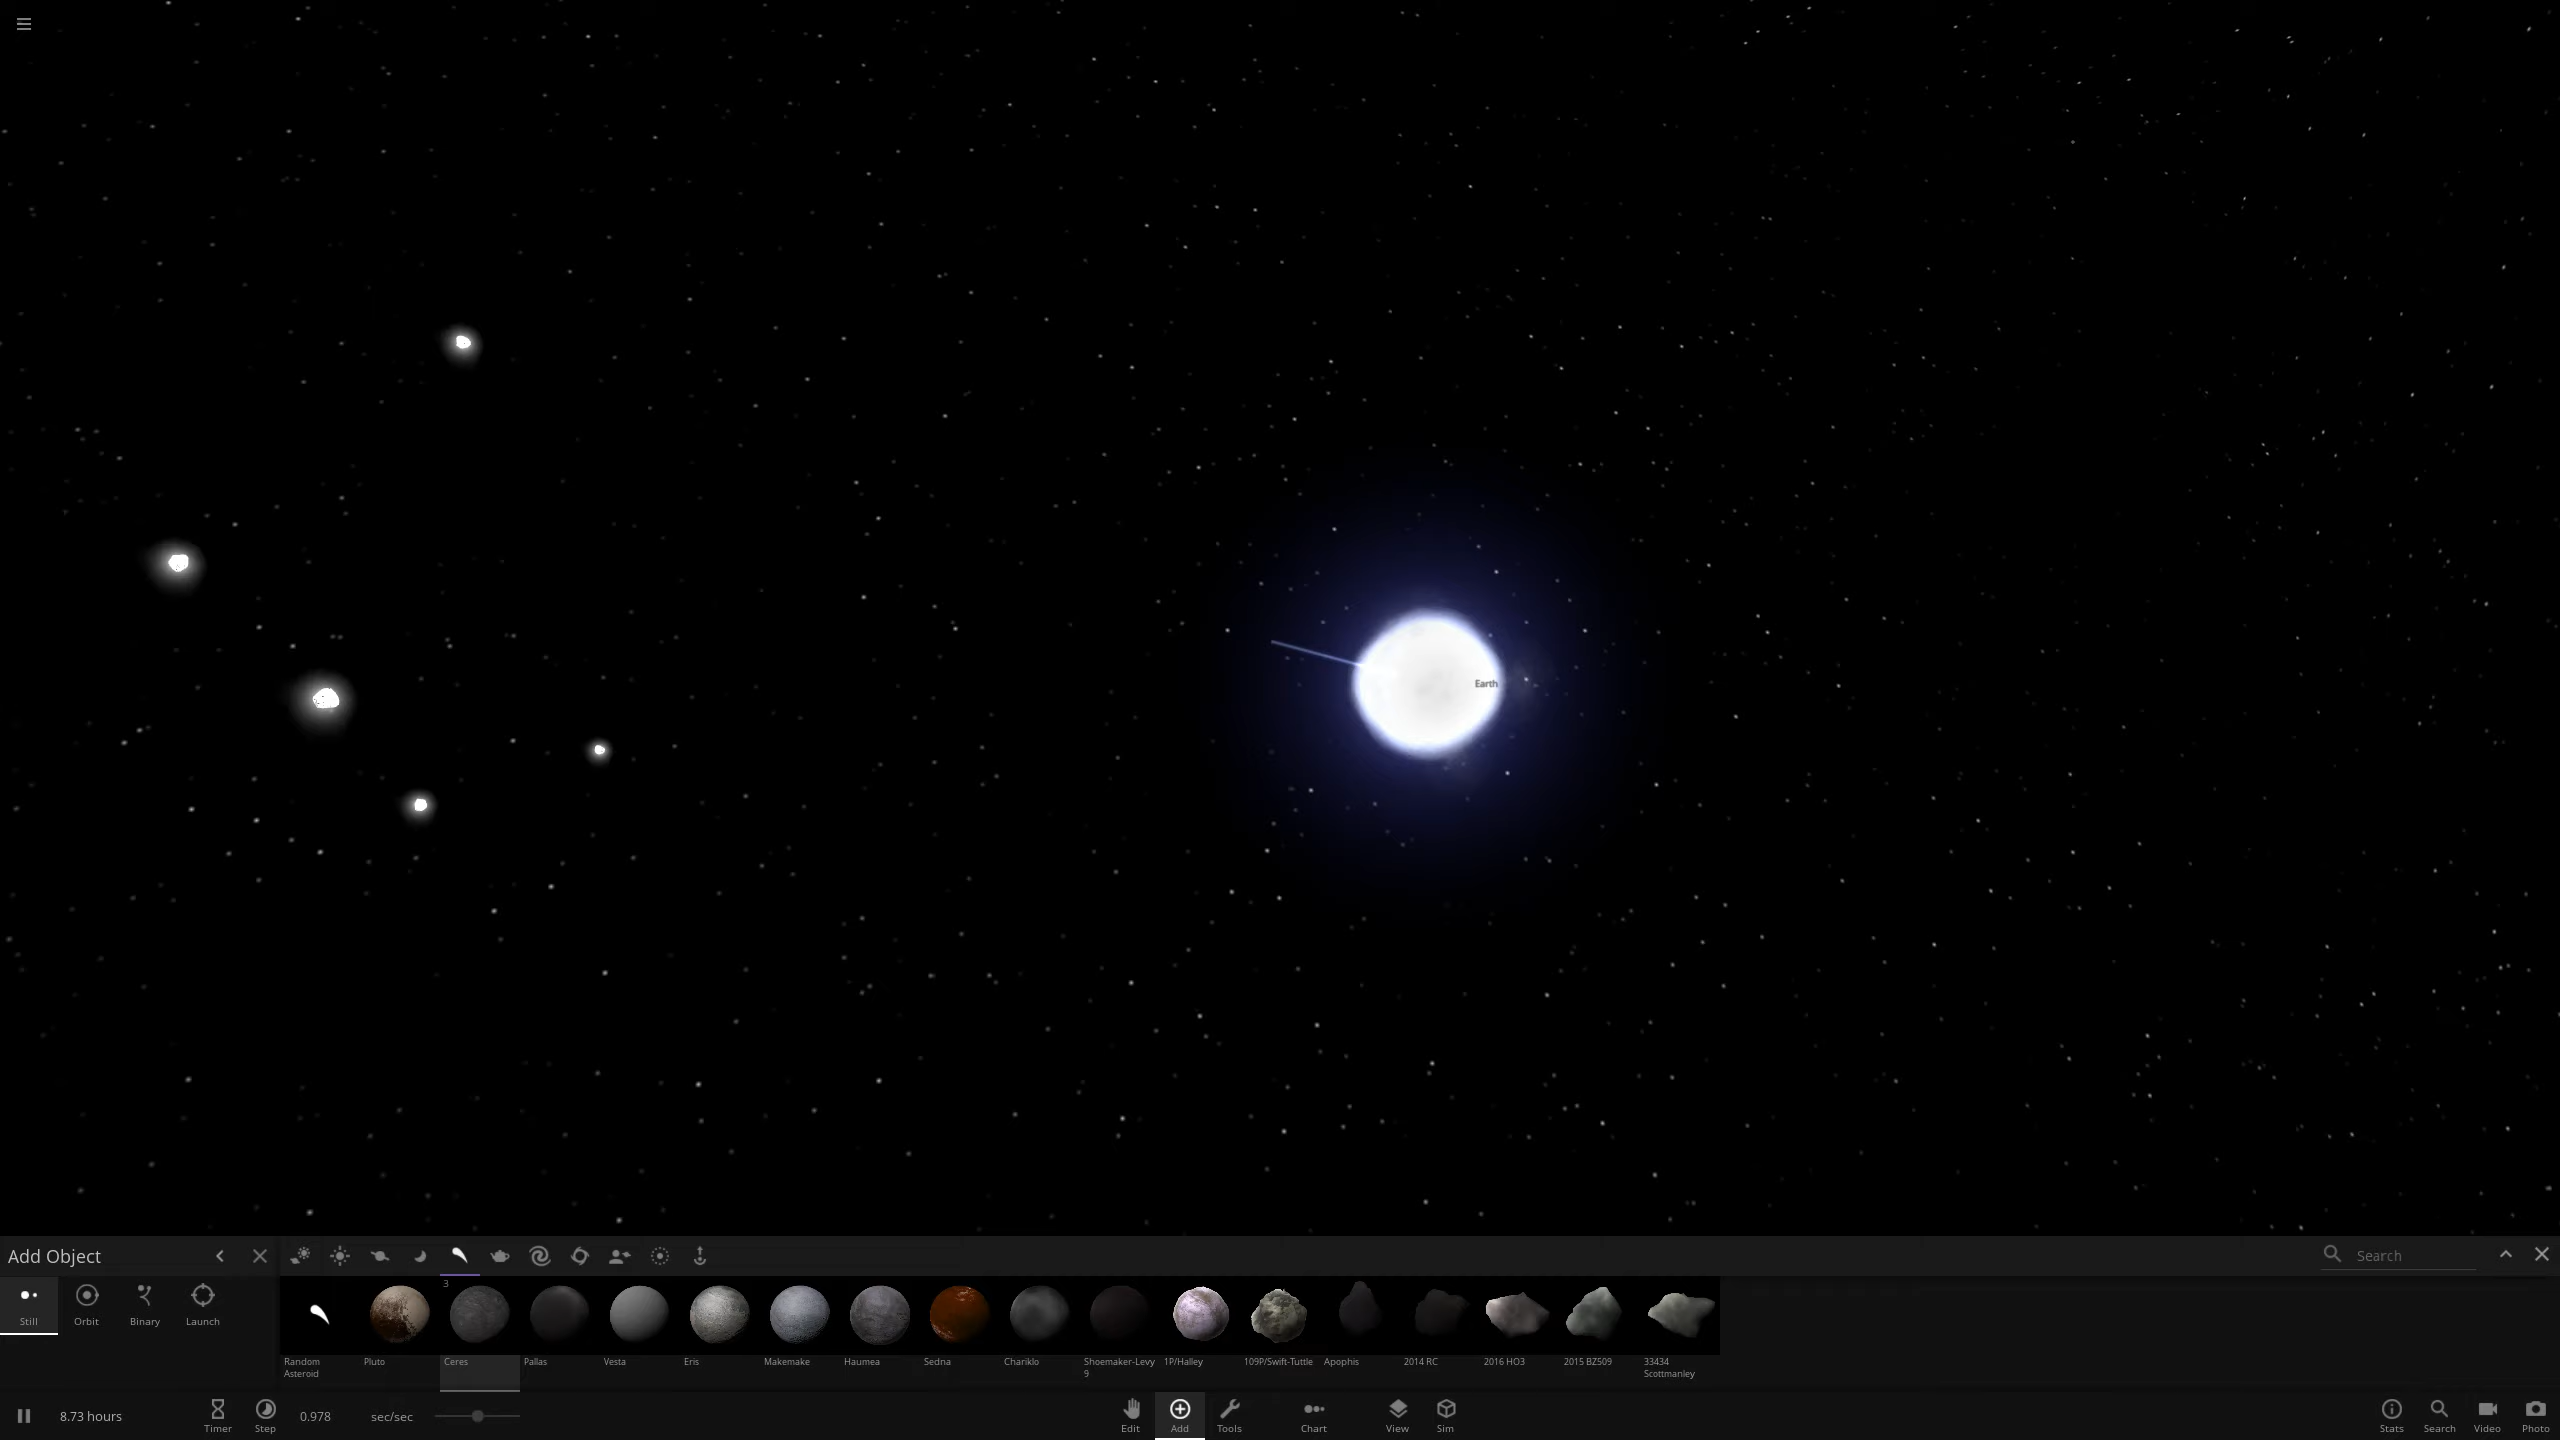 Earth
Add Object
Search
3
Still
Orbit
Binary
Launch
Random
Asteroid
Pluto
Ceres
Pallas
Vesta
Eris
Makemake
Haumea
Sedna
Chariklo
Shoemaker-Levy
9
1P/Halley
109P/Swift-Tuttle
Apophis
2014 RC
2016 HO3
2015 BZ509
33434
Scottmanley
8.73 hours
Timer
Step
0.978
sec/sec
Edit
Add
Tools
Chart
View
Sim
Stats
Search
Video
Photo